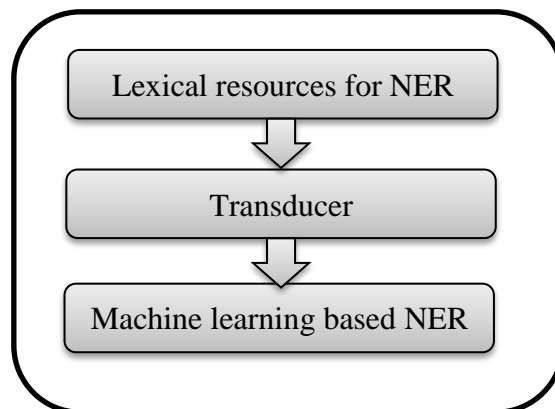 Lexical resources for NER
Transducer
Machine learning based NER